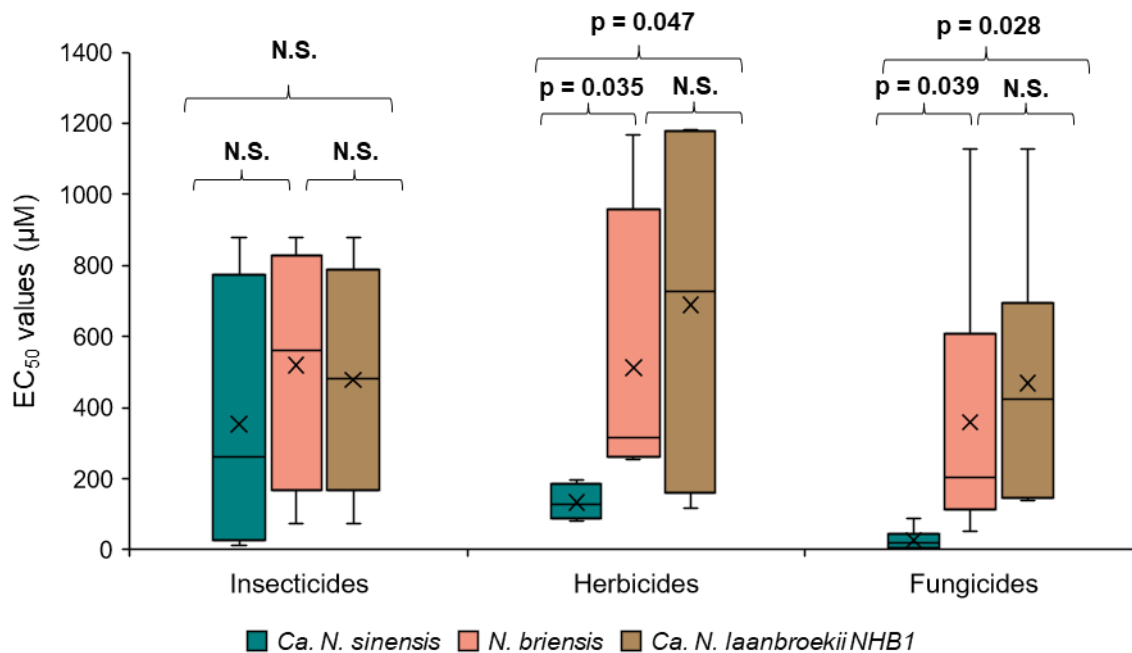 p = 0.047
p = 0.028
N.S.
p = 0.035
N.S.
p = 0.039
N.S.
N.S.
N.S.
1400
1200
1000
800
600
400
200
0
EC50 values (µM)
Insecticides
Herbicides
Fungicides
Ca. N. sinensis
N. briensis
Ca. N. laanbroekii NHB1